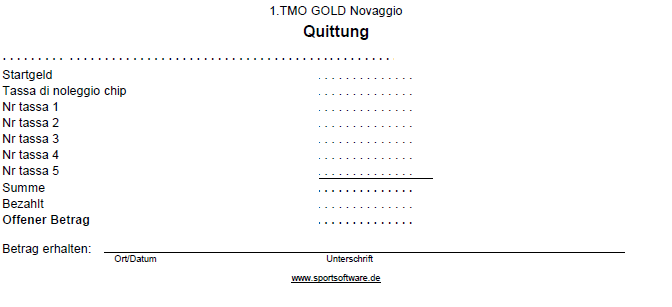 1.TMO GOLD Novaggio
Quittung
. . . . . . . . . . . . . . . . . . . . . . . . . . . . . . . . . . . . . . . . . . . . . . . . . . . . . . .
Startgeld . . . . . . . . . . . . . .
Tassa di noleggio chip . . . . . . . . . . . . . .
Nr tassa 1 . . . . . . . . . . . . . .
Nr tassa 2 . . . . . . . . . . . . . .
Nr tassa 3 . . . . . . . . . . . . . .
Nr tassa 4 . . . . . . . . . . . . . .
Nr tassa 5 . . . . . . . . . . . . . .
Summe . . . . . . . . . . . . . .
Bezahlt . . . . . . . . . . . . . .
Offener Betrag . . . . . . . . . . . . . .
Betrag erhalten:
Ort/Datum Unterschrift
www.sportsoftware.de